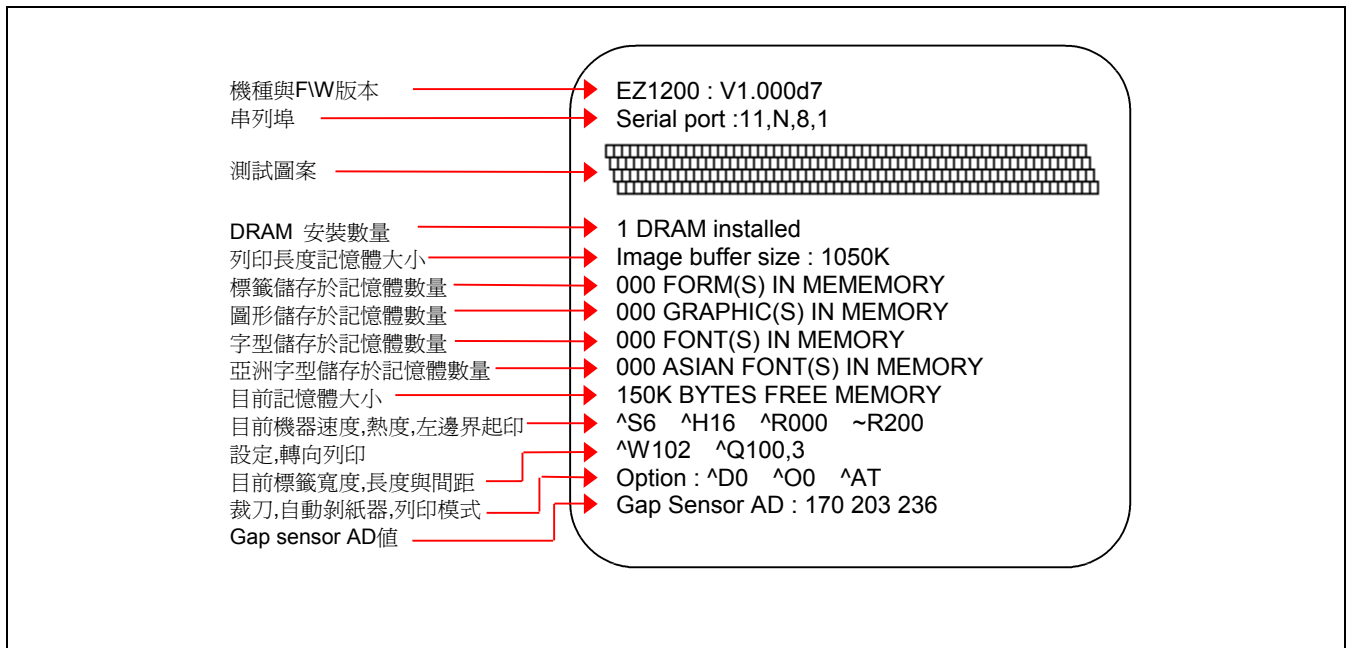 機種與F\W版本
EZ1200 : V1.000d7
串列埠
Serial port :11,N,8,1
測試圖案
DRAM 安裝數量
1 DRAM installed
列印長度記憶體大小
Image buffer size : 1050K
標籤儲存於記憶體數量
000 FORM(S) IN MEMEMORY
圖形儲存於記憶體數量
000 GRAPHIC(S) IN MEMORY
字型儲存於記憶體數量
000 FONT(S) IN MEMORY
亞洲字型儲存於記憶體數量
000 ASIAN FONT(S) IN MEMORY
目前記憶體大小
150K BYTES FREE MEMORY
目前機器速度,熱度,左邊界起印
設定,轉向列印
^S6 ^H16 ^R000 ~R200
目前標籤寬度,長度與間距
^W102 ^Q100,3
裁刀,自動剝紙器,列印模式
Option : ^D0 ^O0 ^AT
Gap sensor AD值
Gap Sensor AD : 170 203 236